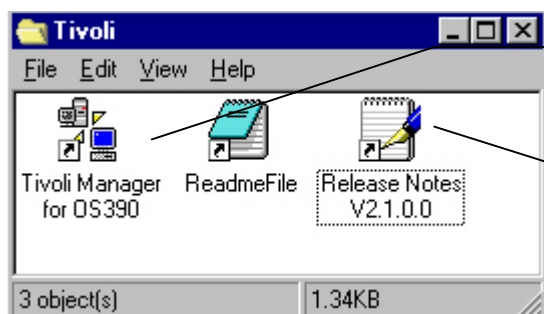 Tivoli
File Edit View Help
Tivoli Manager
for OS390
ReadmeFile
Release Notes
V2.1.0.0
3 object(s)
1.34KB